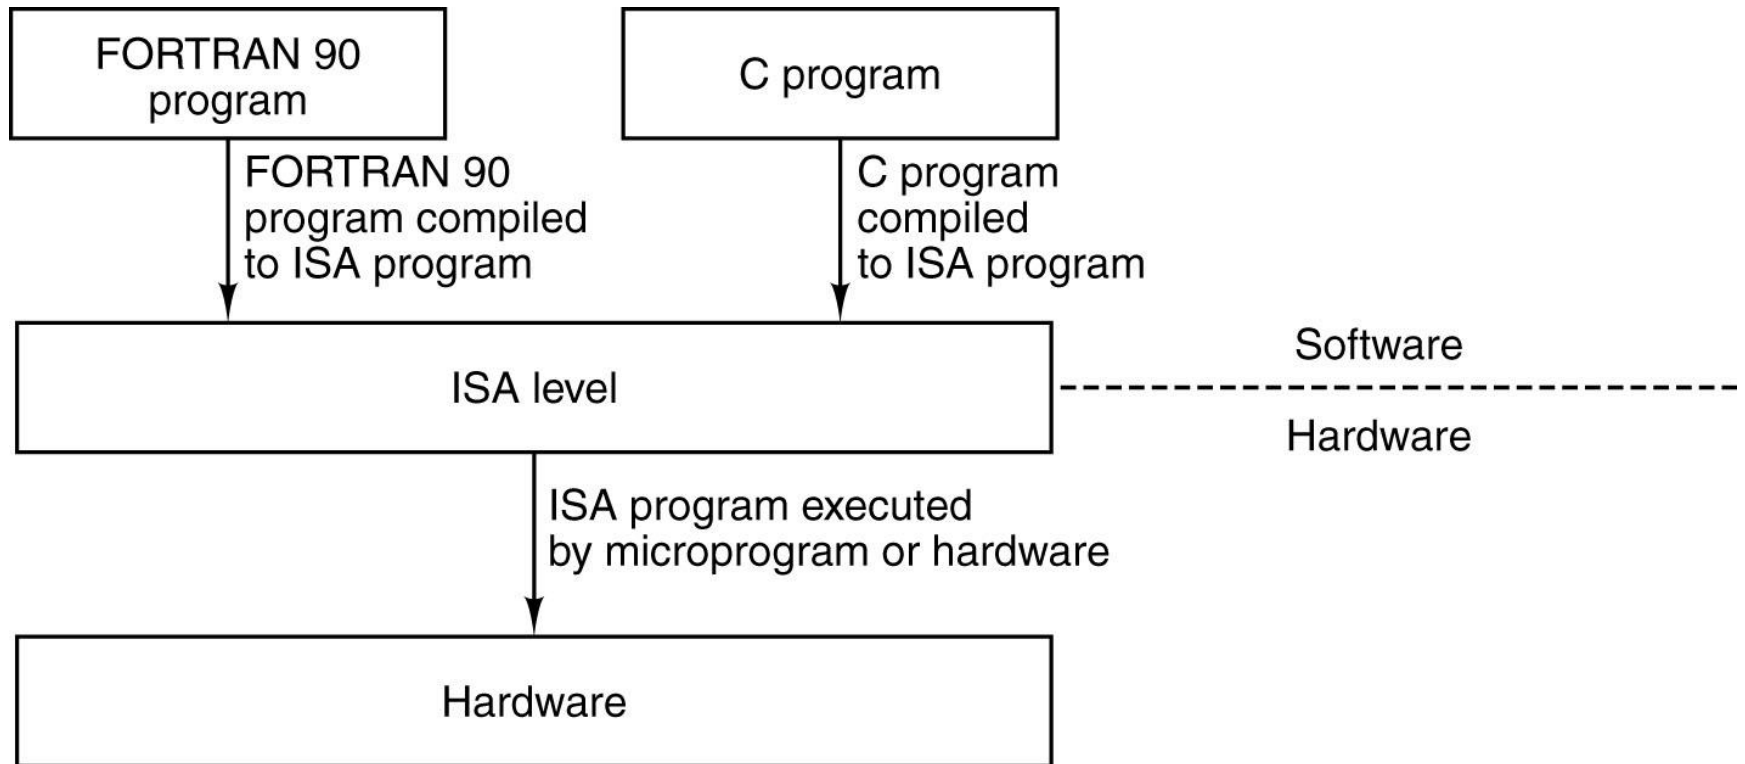 FORTRAN 90
program
C program
FORTRAN 90
program compiled
to ISA program
C program
compiled
to ISA program
ISA level
Software
Hardware
ISA program executed
by microprogram or hardware
Hardware